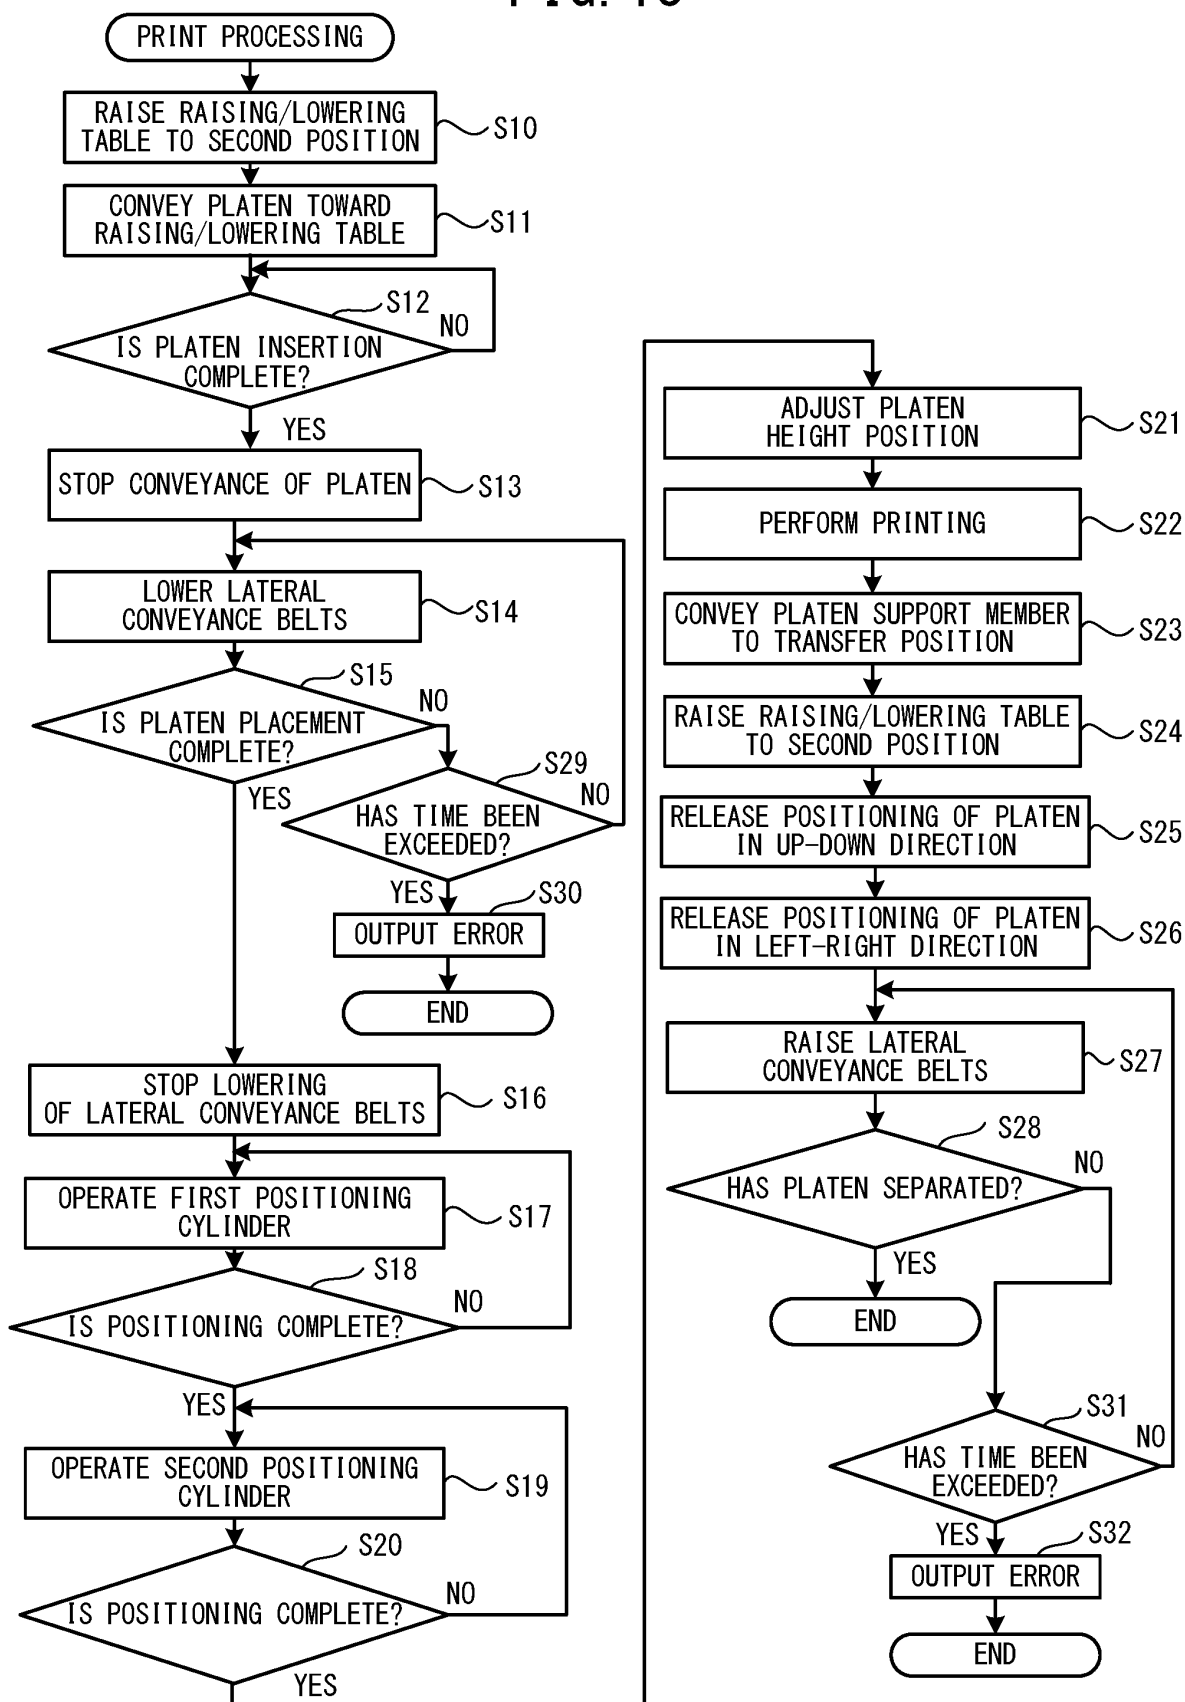 PRINT PROCESSING
RAISE RAISING/LOWERING
TABLE TO SECOND POSITION
S10
CONVEY PLATEN TOWARD
RAISING/LOWERING TABLE
S11
S12
NO
IS PLATEN INSERTION
COMPLETE?
YES
STOP CONVEYANCE OF PLATEN
S13
LOWER LATERAL
CONVEYANCE BELTS
S14
S15
NO
IS PLATEN PLACEMENT
COMPLETE?
YES
S29
NO
HAS TIME BEEN
EXCEEDED?
YES
S30
OUTPUT ERROR
END
STOP LOWERING
OF LATERAL CONVEYANCE BELTS
S16
OPERATE FIRST POSITIONING
CYLINDER
S17
S18
NO
IS POSITIONING COMPLETE?
YES
OPERATE SECOND POSITIONING
CYLINDER
S19
S20
NO
IS POSITIONING COMPLETE?
YES
ADJUST PLATEN
HEIGHT POSITION
S21
PERFORM PRINTING
S22
CONVEY PLATEN SUPPORT MEMBER
TO TRANSFER POSITION
S23
RAISE RAISING/LOWERING TABLE
TO SECOND POSITION
S24
RELEASE POSITIONING OF PLATEN
IN UP-DOWN DIRECTION
S25
RELEASE POSITIONING OF PLATEN
IN LEFT-RIGHT DIRECTION
S26
RAISE LATERAL
CONVEYANCE BELTS
S27
S28
NO
HAS PLATEN SEPARATED?
YES
END
S31
NO
HAS TIME BEEN
EXCEEDED?
YES
S32
OUTPUT ERROR
END